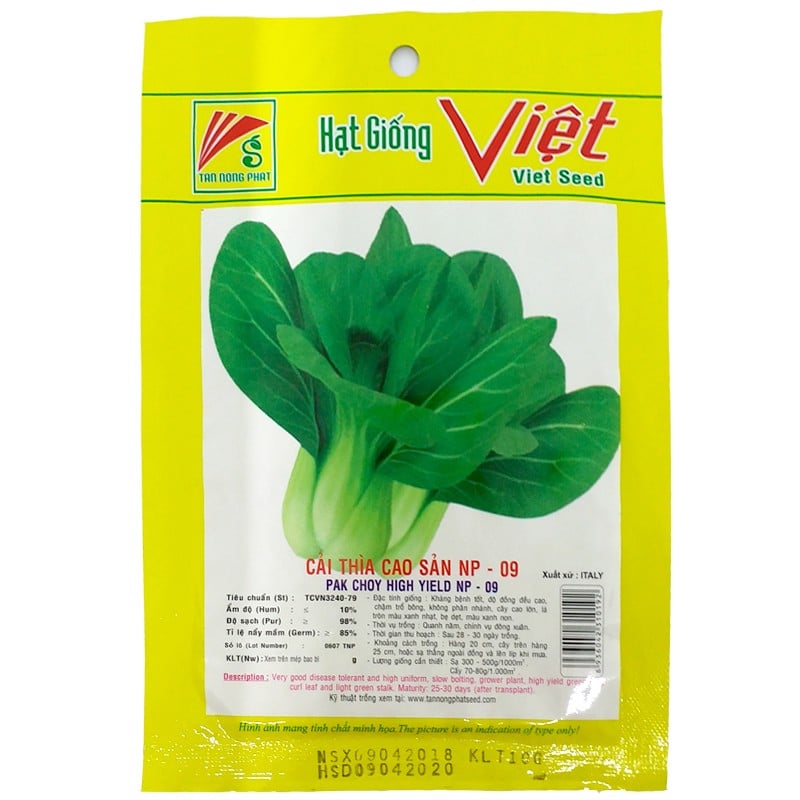 TAN NONG PHAT
Hạt Giống Việt
Viet Seed
CẢI THÌA CAO SẢN NP - 09
PAK CHOY HIGH YIELD NP - 09
Xuất xứ : ITALY
Tiêu chuẩn (St) : TCVN3240-79
Ẩm độ (Hum) : ≤ 10%
Độ sạch (Pur) : ≥ 98%
Tỉ lệ nẩy mầm (Germ) : ≥ 85%
Số lô (Lot Number) : 0607 TNP
KLT(Nw) : Xem trên mép bao bì g
- Đặc tính giống : Kháng bệnh tốt, độ đồng đều cao,
chậm trổ bông, không phân nhánh, cây cao lớn, lá
tròn màu xanh nhạt, bẹ dẹt, màu xanh nọn.
- Thời vụ trồng : Quanh năm, chính vụ đông xuân.
- Thời gian thu hoạch : Sau 28 - 30 ngày trồng.
- Khoảng cách trồng : Hàng 20 cm, cây trên hàng
25 cm, hoặc sạ thẳng ngoài đồng và lên líp khi mưa.
- Lượng giống cần thiết : Sạ 300 - 500g/1000m²
Cấy 70-80g/1.000m²
Description : Very good disease tolerant and high uniform, slow bolting, grower plant, high yield green
curl leaf and light green stalk. Maturity: 25-30 days (after transplant).
Kỹ thuật trồng xem tại: www.tannongphatseed.com
Hình ảnh mang tính chất minh họa.The picture is an indication of type only!
NSX09042018 KLT10G
HSD09042020